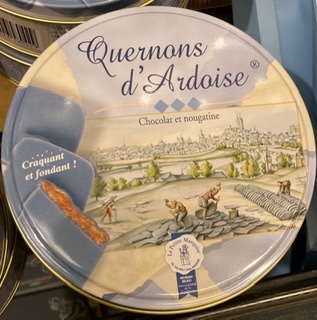 Quernons
d'Ardoise®
Chocolat et nougatine
Craquant
et fondant !
La Petite Marquise